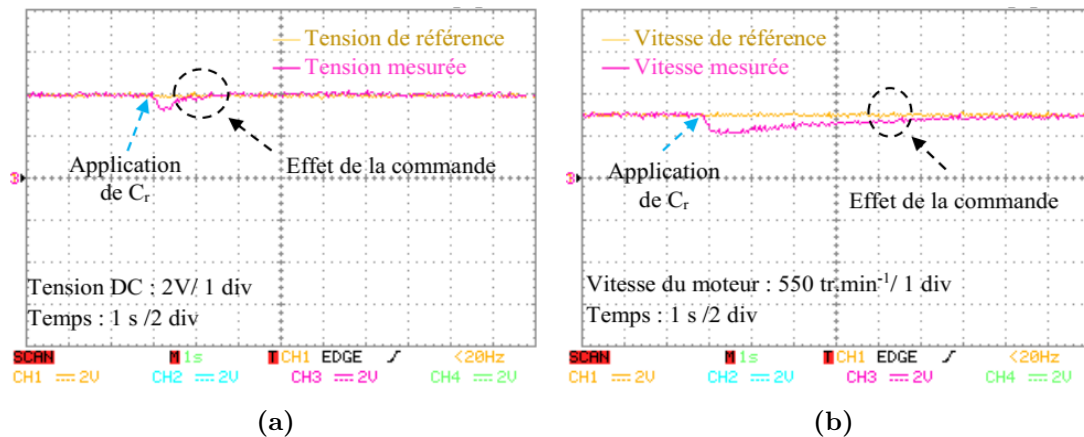 Tension de référence
Tension mesurée
Application
de Cr
Effet de la commande
3
Tension DC : 2V/ 1 div
Temps : 1 s /2 div
SCAN M 1s T CH1 EDGE <20Hz
CH1 2V CH2 2V CH3 2V CH4 2V
(a)
Vitesse de référence
Vitesse mesurée
Application
de Cr
Effet de la commande
3
Vitesse du moteur : 550 tr.min-1/ 1 div
Temps : 1 s /2 div
SCAN M 1s T CH1 EDGE <20Hz
CH1 2V CH2 2V CH3 2V CH4 2V
(b)